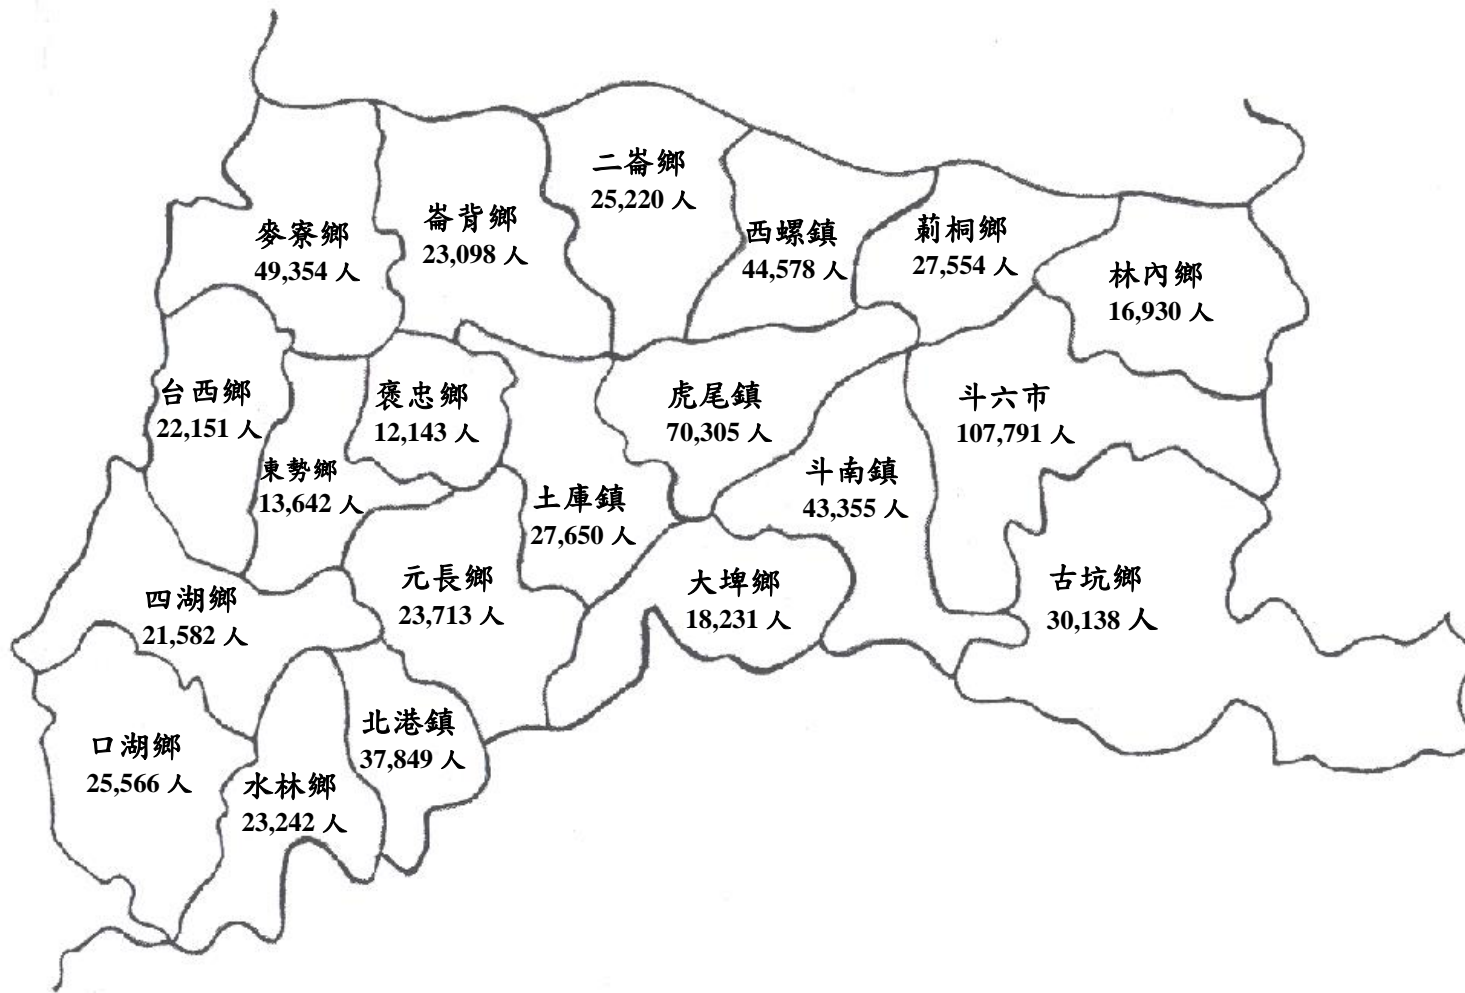 二崙鄉
25,220 人
崙背鄉
23,098 人
麥寮鄉
49,354 人
西螺鎮
44,578 人
莿桐鄉
27,554 人
林內鄉
16,930 人
台西鄉
22,151 人
褒忠鄉
12,143 人
虎尾鎮
70,305 人
斗六市
107,791 人
東勢鄉
13,642 人
土庫鎮
27,650 人
斗南鎮
43,355 人
四湖鄉
21,582 人
元長鄉
23,713 人
大埤鄉
18,231 人
古坑鄉
30,138 人
口湖鄉
25,566 人
北港鎮
37,849 人
水林鄉
23,242 人